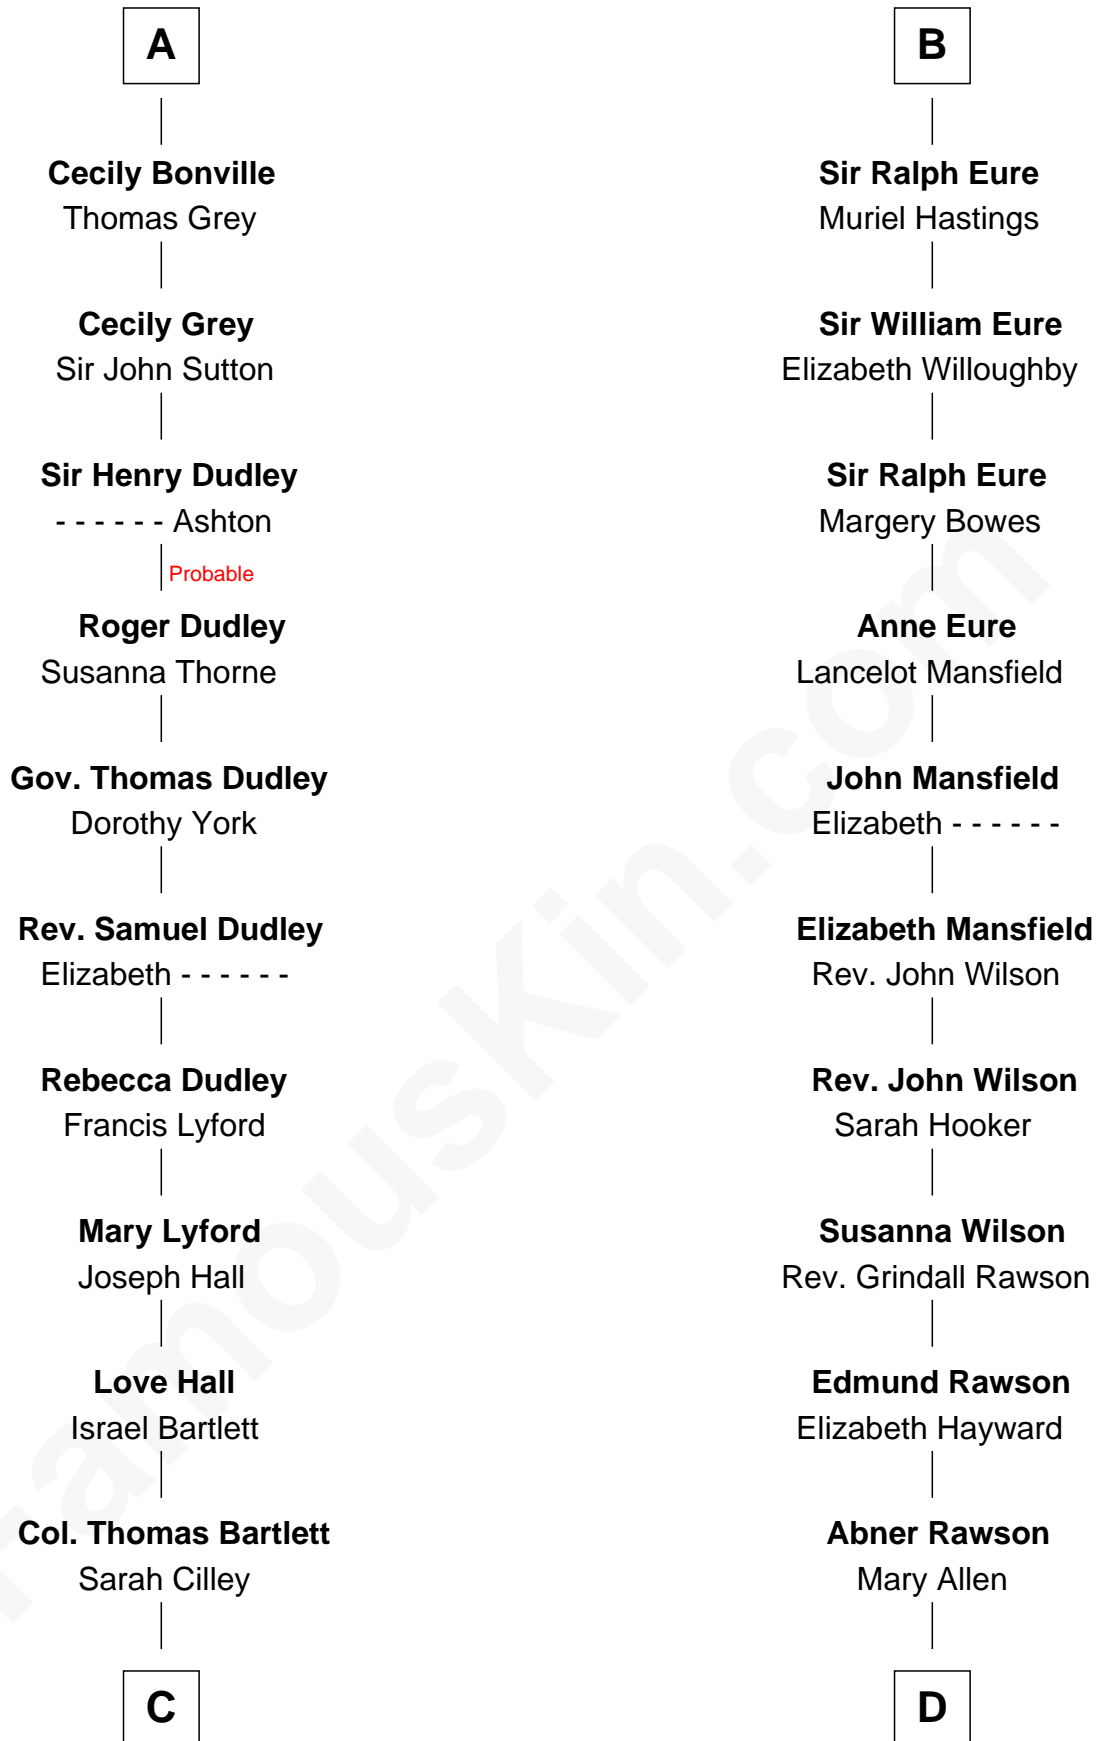 A
Cecily Bonville
Thomas Grey
Cecily Grey
Sir John Sutton
Sir Henry Dudley
- - - - - - Ashton
Probable
Roger Dudley
Susanna Thorne
Gov. Thomas Dudley
Dorothy York
Rev. Samuel Dudley
Elizabeth - - - - - -
Rebecca Dudley
Francis Lyford
Mary Lyford
Joseph Hall
Love Hall
Israel Bartlett
Col. Thomas Bartlett
Sarah Cilley
C
B
Sir Ralph Eure
Muriel Hastings
Sir William Eure
Elizabeth Willoughby
Sir Ralph Eure
Margery Bowes
Anne Eure
Lancelot Mansfield
John Mansfield
Elizabeth - - - - - -
Elizabeth Mansfield
Rev. John Wilson
Rev. John Wilson
Sarah Hooker
Susanna Wilson
Rev. Grindall Rawson
Edmund Rawson
Elizabeth Hayward
Abner Rawson
Mary Allen
D
FamousKin.com